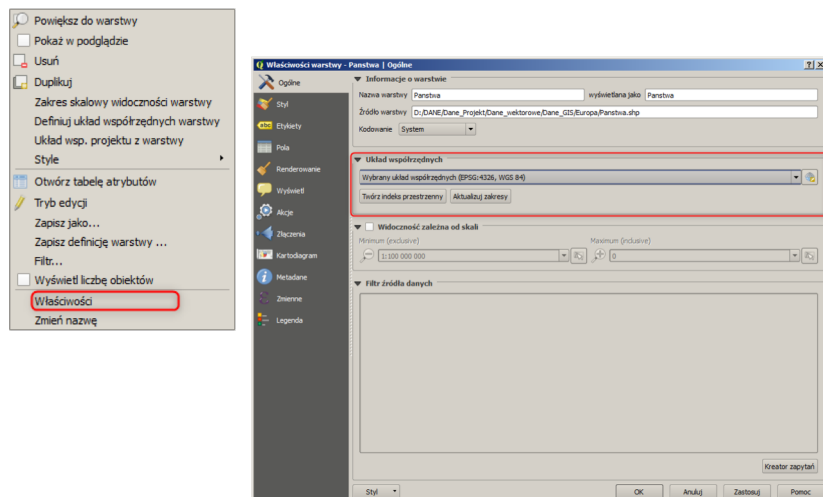 Powiększ do warstwy
Pokaż w podglądzie
Usuń
Duplikuj
Zakres skalowy widoczności warstwy
Definiuj układ współrzędnych warstwy
Układ wsp. projektu z warstwy
Style
Otwórz tabelę atrybutów
Tryb edycji
Zapisz jako...
Zapisz definicję warstwy ...
Filtr...
Wyświetl liczbę obiektów
Właściwości
Zmień nazwę
Właściwości warstwy - Panstwa | Ogólne
Ogólne
Styl
abc Etykiety
Pola
Renderowanie
Wyświetl
Akcje
Złączenia
Kartodiagram
Metadane
Zmienne
Legenda
Informacje o warstwie
Nazwa warstwy Panstwa wyświetlana jako Panstwa
Źródło warstwy D:/DANE/Dane_Projekt/Dane_wektorowe/Dane_GIS/Europa/Panstwa.shp
Kodowanie System
Układ współrzędnych
Wybrany układ współrzędnych (EPSG:4326, WGS 84)
Twórz indeks przestrzenny Aktualizuj zakresy
Widoczność zależna od skali
Minimum (exclusive) Maximum (inclusive)
1:100 000 000 0
Filtr źródła danych
Kreator zapytań
Styl OK Anuluj Zastosuj Pomoc